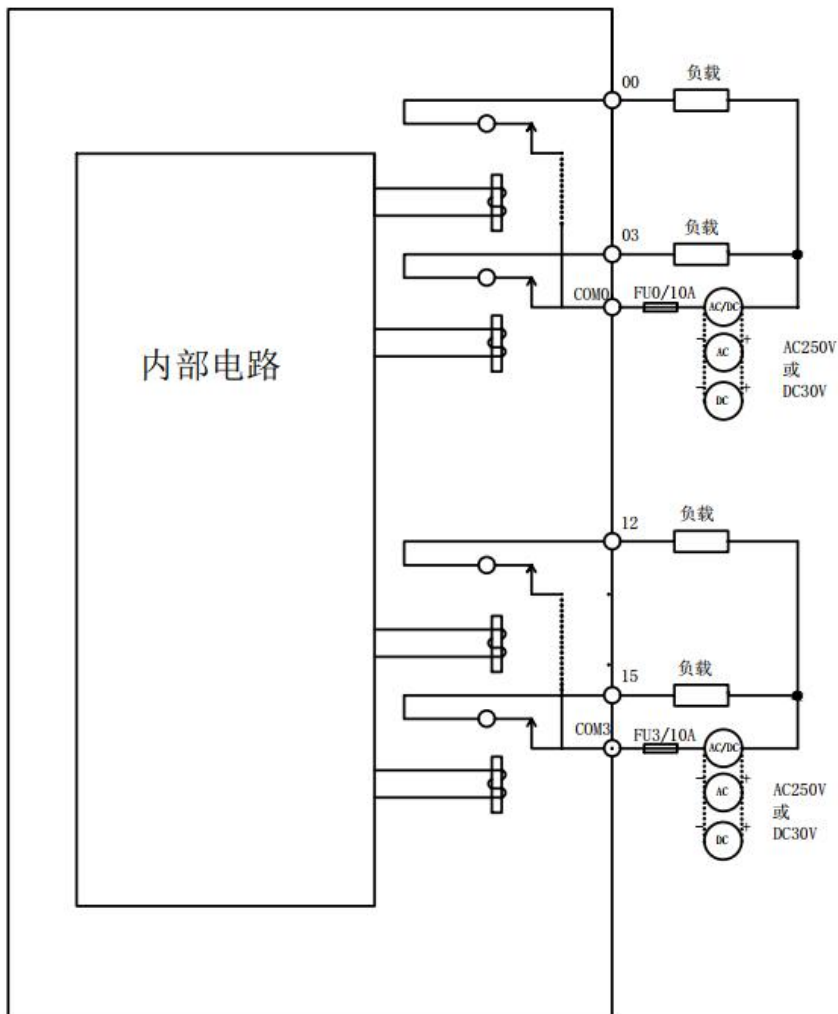 00
负载
03
负载
COM0
FU0/10A
AC/DC
- AC +
- DC +
AC250V
或
DC30V
内部电路
12
负载
15
负载
COM3
FU3/10A
AC/DC
- AC +
- DC +
AC250V
或
DC30V